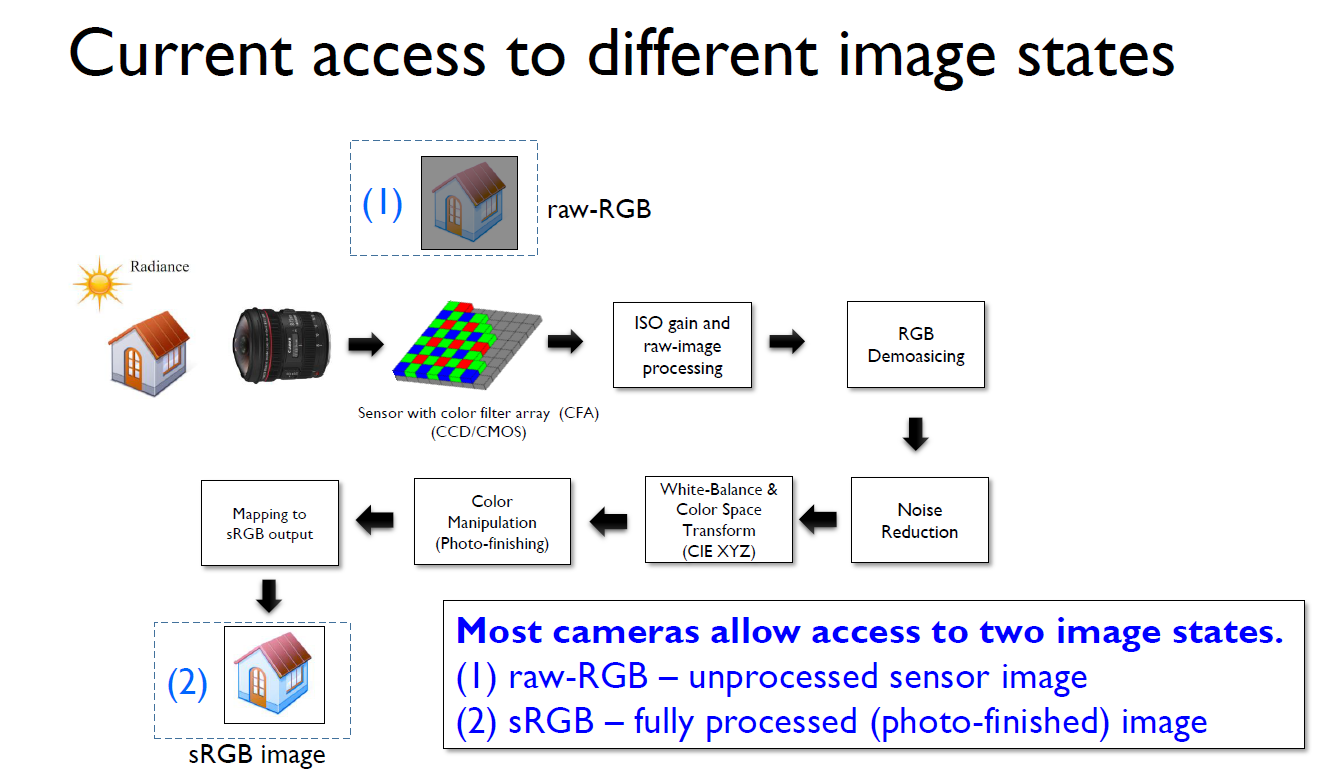 Current access to different image states
(1)
raw-RGB
Radiance
Sensor with color filter array (CFA)
(CCD/CMOS)
ISO gain and
raw-image
processing
RGB
Demoasicing
Noise
Reduction
White-Balance &
Color Space
Transform
(CIE XYZ)
Color
Manipulation
(Photo-finishing)
Mapping to
sRGB output
(2)
sRGB image
Most cameras allow access to two image states.
(1) raw-RGB – unprocessed sensor image
(2) sRGB – fully processed (photo-finished) image